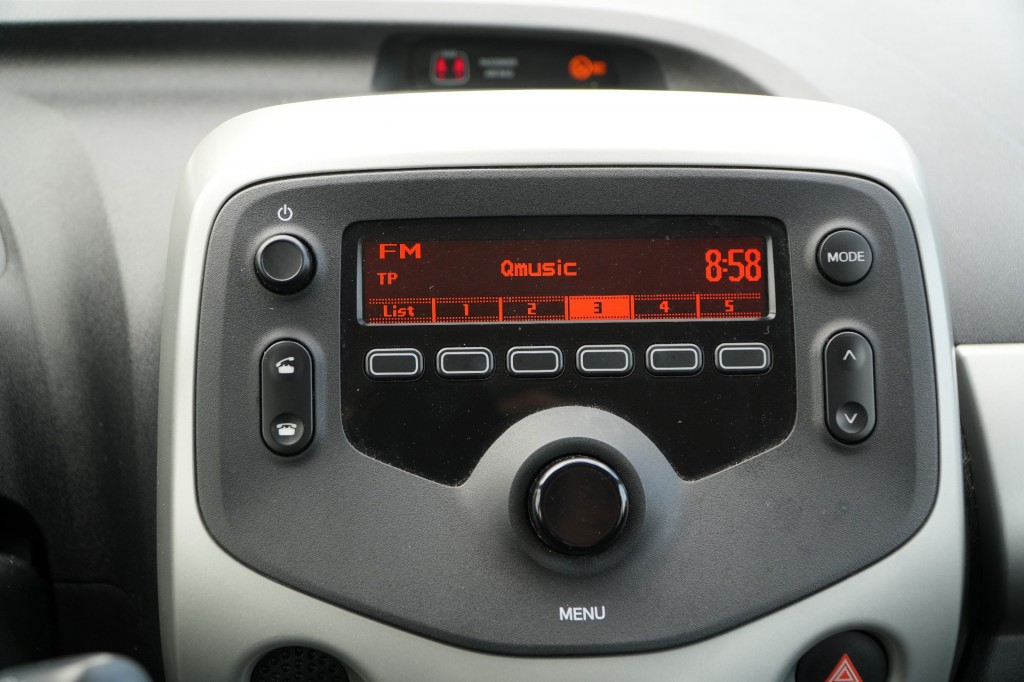 FM
TP
Qmusic
8:58
List 1 2 3 4 5
MODE
MENU